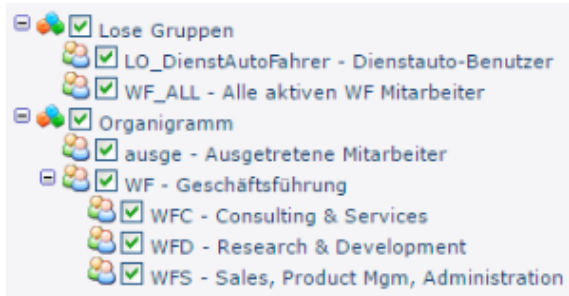 Lose Gruppen
LO_DienstAutoFahrer - Dienstauto-Benutzer
WF_ALL - Alle aktiven WF Mitarbeiter
Organigramm
ausge - Ausgetretene Mitarbeiter
WF - Geschäftsführung
WFC - Consulting & Services
WFD - Research & Development
WFS - Sales, Product Mgm, Administration